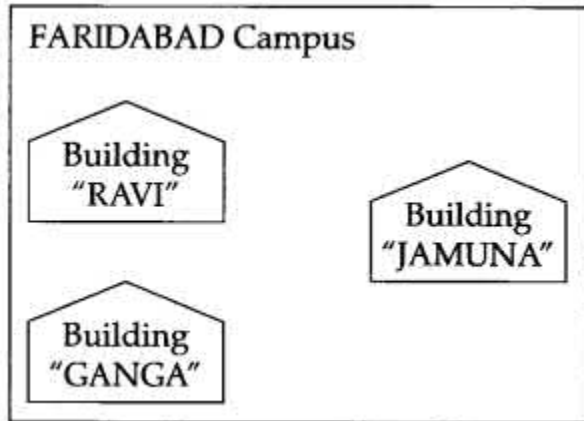 FARIDABAD Campus
Building
"RAVI"
Building
"JAMUNA"
Building
"GANGA"